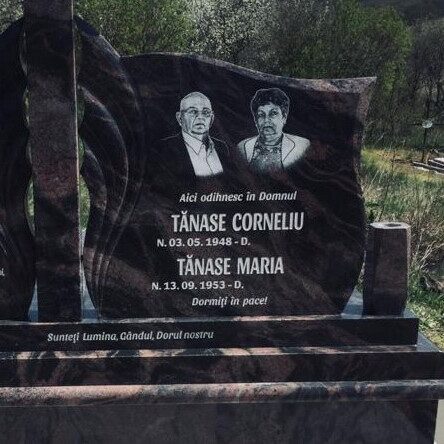 Aici odihnesc în Domnul
TĂNASE CORNELIU
N. 03. 05. 1948 - D.
TĂNASE MARIA
N. 13. 09. 1953 - D.
Dormiți în pace!
Sunteți Lumina, Gândul, Dorul nostru